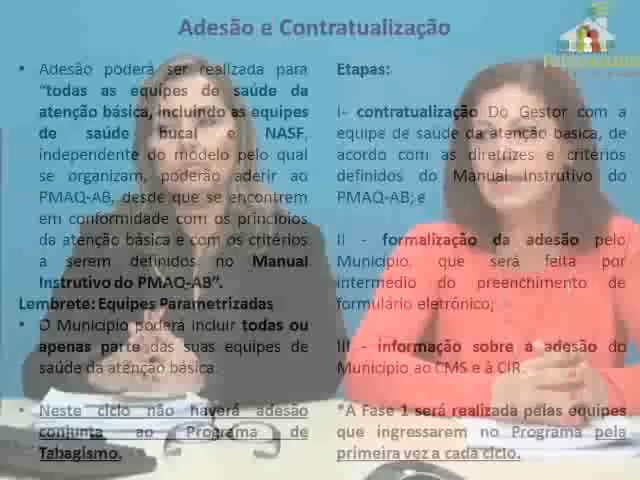 Adesão e Contratualização
• Adesão poderá ser realizada para
"todas as equipes de saúde da
atenção básica, incluindo as equipes
de saúde bucal e NASF,
independente do modelo pelo qual
se organizam, poderão aderir ao
PMAQ-AB, desde que se encontrem
em conformidade com os princípios
da atenção básica e com os critérios
a serem definidos no Manual
Instrutivo do PMAQ-AB".
Lembrete: Equipes Parametrizadas
• O Município poderá incluir todas ou
apenas parte das suas equipes de
saúde da atenção básica.
• Neste ciclo não haverá adesão
conjunta ao Programa de
Tabagismo.
Etapas:
I- contratualização Do Gestor com a
equipe de saúde da atenção basica, de
acordo com as diretrizes e critérios
definidos do Manual instrutivo do
PMAQ-AB; e
II - formalização da adesão pelo
Município, que será feita por
intermedio do preenchimento de
formulário eletrônico;
III - informação sobre a adesão do
Município ao CMS e à CIR.
*A Fase 1 será realizada pelas equipes
que ingressarem no Programa pela
primeira vez a cada ciclo.